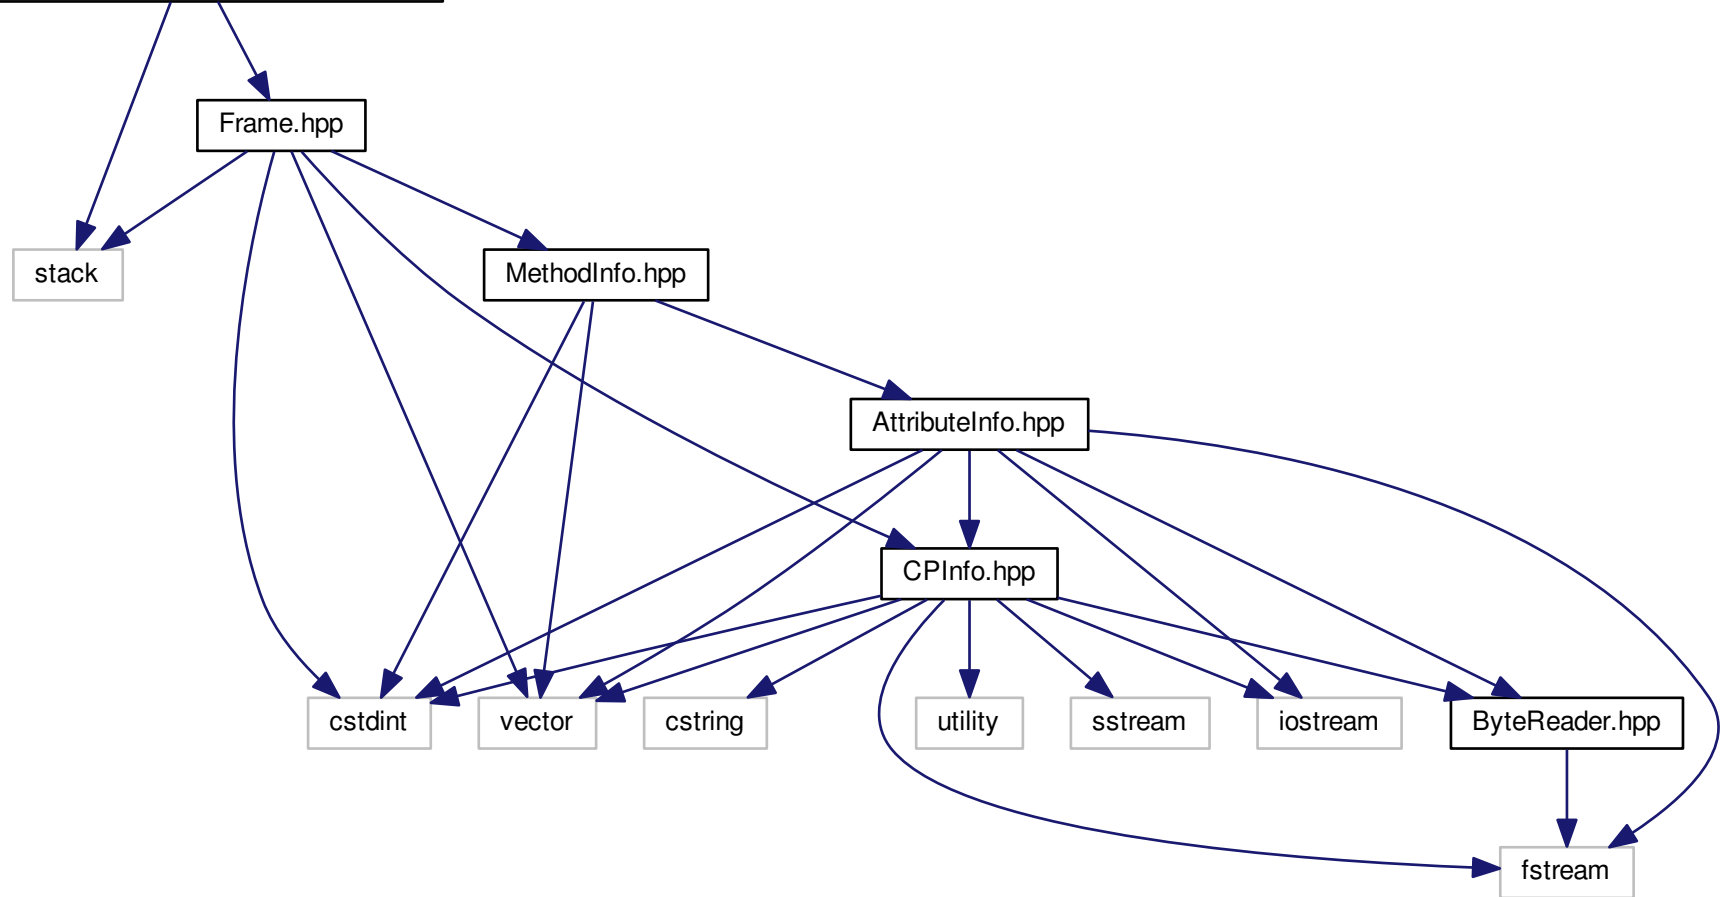 Frame.hpp
stack
MethodInfo.hpp
AttributeInfo.hpp
CPInfo.hpp
cstdint
vector
cstring
utility
sstream
iostream
ByteReader.hpp
fstream